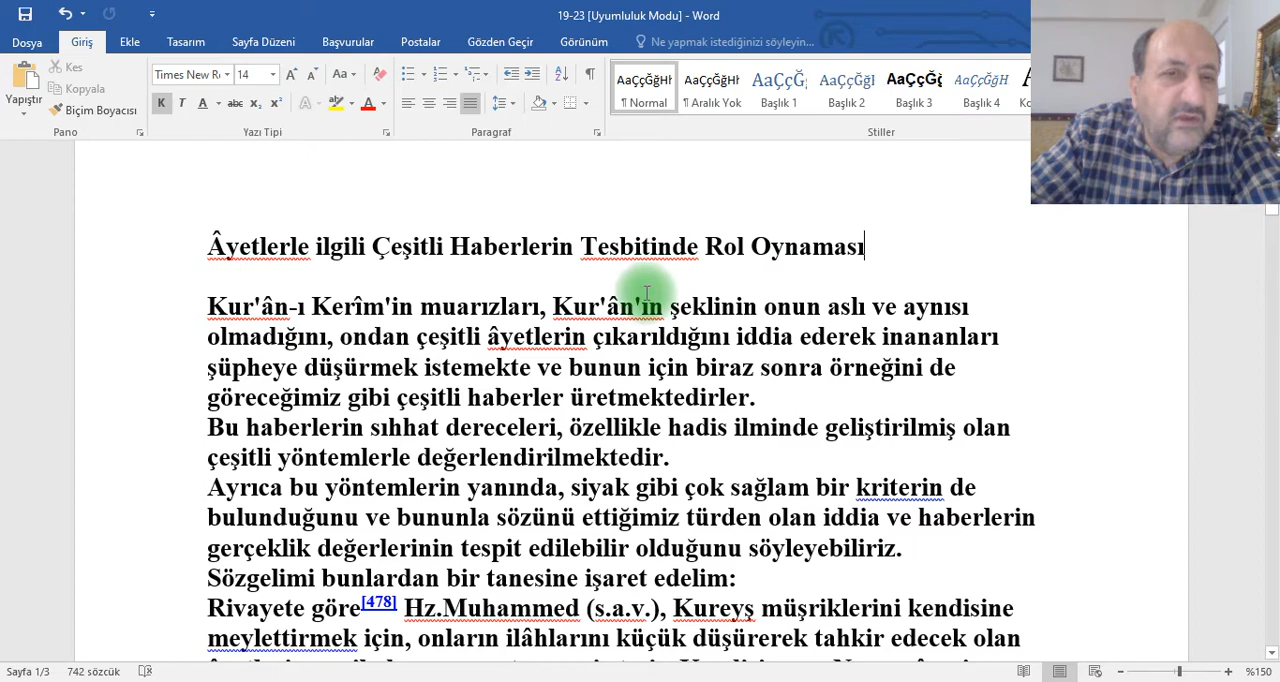 19-23 [Uyumluluk Modu] - Word
Dosya Giriş Ekle Tasarım Sayfa Düzeni Başvurular Postalar Gözden Geçir Görünüm Ne yapmak istediğinizi söyleyin...
Yapıştır
Kes
Kopyala
Biçim Boyacısı
Times New Ro 14
AaÇçĞğHł AaÇçĞğHł AaÇçĞ AaÇçĞğI AaÇçĞğ AaÇçĞğH
¶ Normal ¶ Aralık Yok Başlık 1 Başlık 2 Başlık 3 Başlık 4
Pano Yazı Tipi Paragraf Stiller
Âyetlerle ilgili Çeşitli Haberlerin Tesbitinde Rol Oynaması
Kur'ân-ı Kerîm'in muarızları, Kur'ân'ın şeklinin onun aslı ve aynısı
olmadığını, ondan çeşitli âyetlerin çıkarıldığını iddia ederek inananları
şüpheye düşürmek istemekte ve bunun için biraz sonra örneğini de
göreceğimiz gibi çeşitli haberler üretmektedirler.
Bu haberlerin sıhhat dereceleri, özellikle hadis ilminde geliştirilmiş olan
çeşitli yöntemlerle değerlendirilmektedir.
Ayrıca bu yöntemlerin yanında, siyak gibi çok sağlam bir kriterin de
bulunduğunu ve bununla sözünü ettiğimiz türden olan iddia ve haberlerin
gerçeklik değerlerinin tespit edilebilir olduğunu söyleyebiliriz.
Sözgelimi bunlardan bir tanesine işaret edelim:
Rivayete göre[478] Hz.Muhammed (s.a.v.), Kureyş müşriklerini kendisine
meylettirmek için, onların ilâhlarını küçük düşürerek tahkir edecek olan
Sayfa 1/3 742 sözcük %150